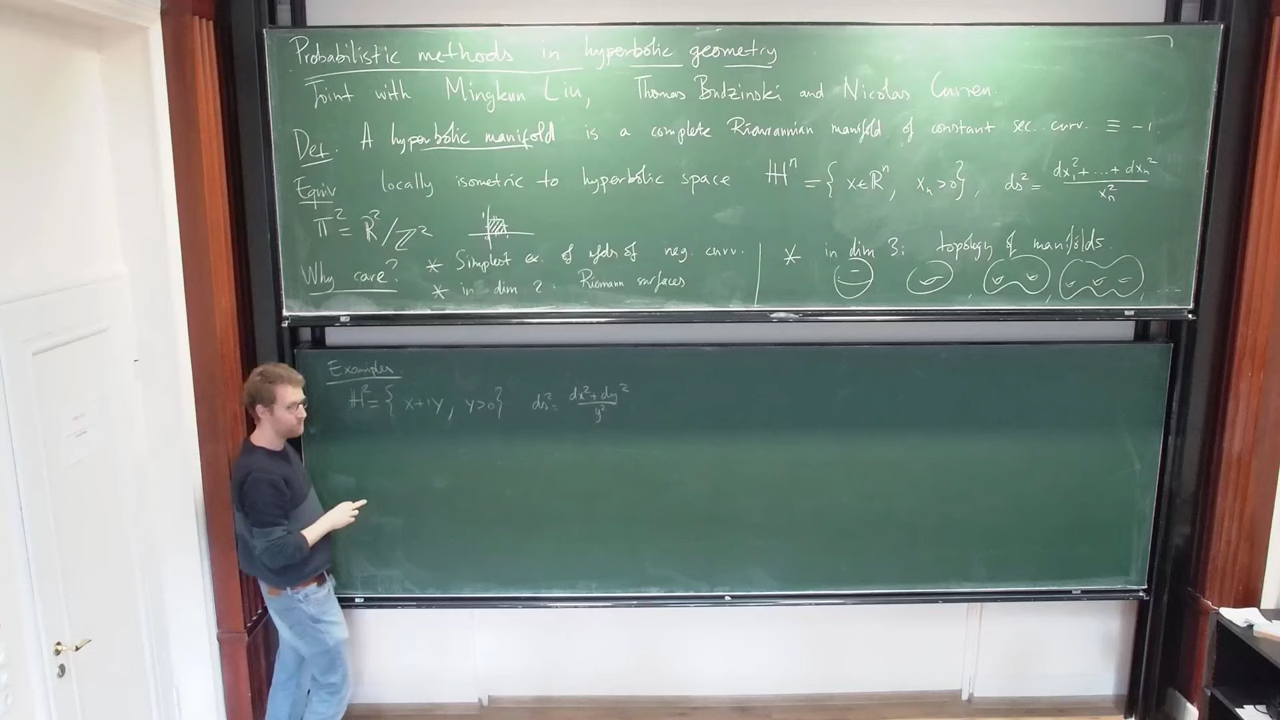 Probabilistic methods in hyperbolic geometry
Joint with Mingkun Liu, Thomas Budzinski and Nicolas Curien.
Def. A hyperbolic manifold is a complete Riemannian manifold of constant sec. curv. ≡ -1.
Equiv locally isometric to hyperbolic space ℍⁿ = { x∈ℝⁿ, xₙ>0 }, ds² = (dx₁²+...+dxₙ²)/xₙ²
𝕋² = ℝ²/ℤ²
Why care? * Simplest ex. of mfds of neg. curv.
* in dim 2: Riemann surfaces
* in dim 3: topology of manifolds.
Examples
ℍ² = { x+iy, y>0 } ds² = (dx²+dy²)/y²